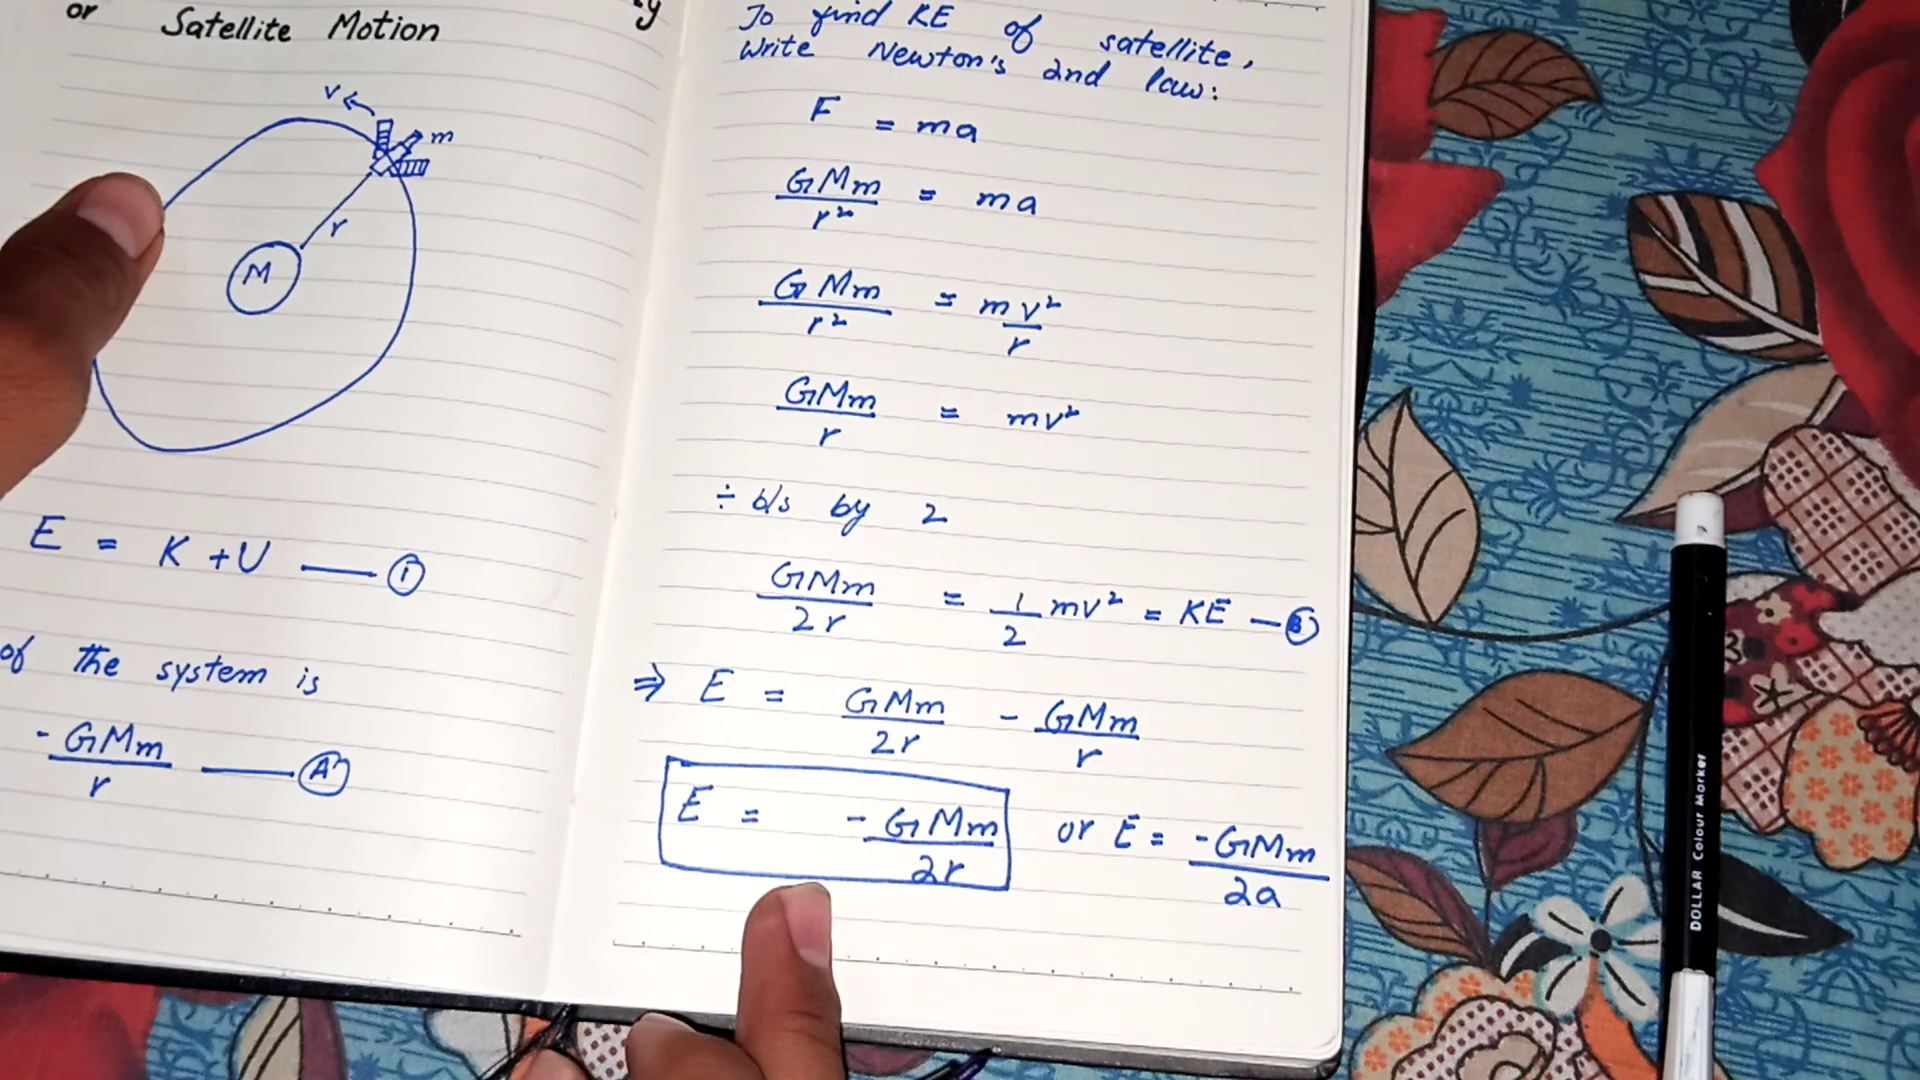 or Satellite Motion
v
m
r
M
E = K + U —— ①
of the system is
-GMm/r —— Ⓐ
To find KE of satellite,
Write Newton's 2nd law:
F = ma
GMm/r² = ma
GMm/r² = mv²/r
GMm/r = mv²
÷ b/s by 2
GMm/2r = 1/2 mv² = KE — Ⓑ
⇒ E = GMm/2r - GMm/r
E = -GMm/2r or E = -GMm/2a
DOLLAR Colour Marker